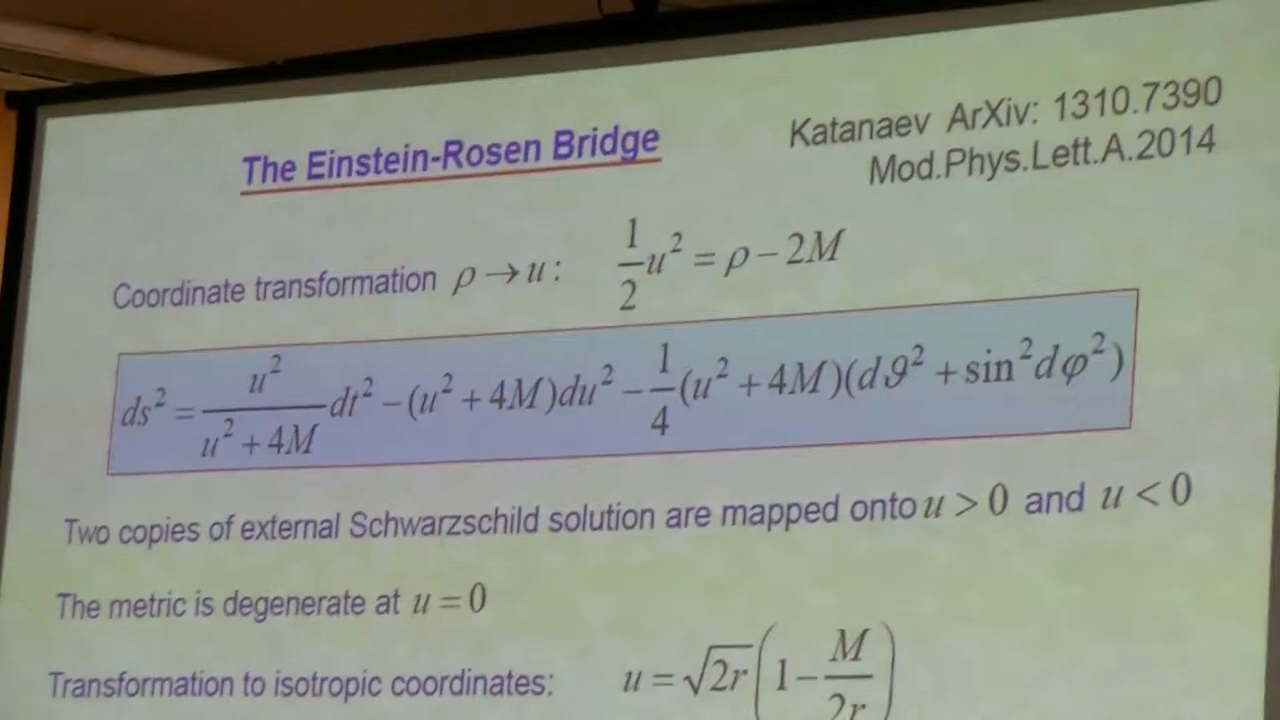 The Einstein-Rosen Bridge
Katanaev ArXiv: 1310.7390
Mod.Phys.Lett.A.2014
Coordinate transformation ρ → u : 1/2 u² = ρ − 2M
ds² = u²/(u² + 4M) dt² − (u² + 4M)du² − 1/4 (u² + 4M)(dϑ² + sin²dφ²)
Two copies of external Schwarzschild solution are mapped onto u > 0 and u < 0
The metric is degenerate at u = 0
Transformation to isotropic coordinates: u = √2r (1 − M/2r)